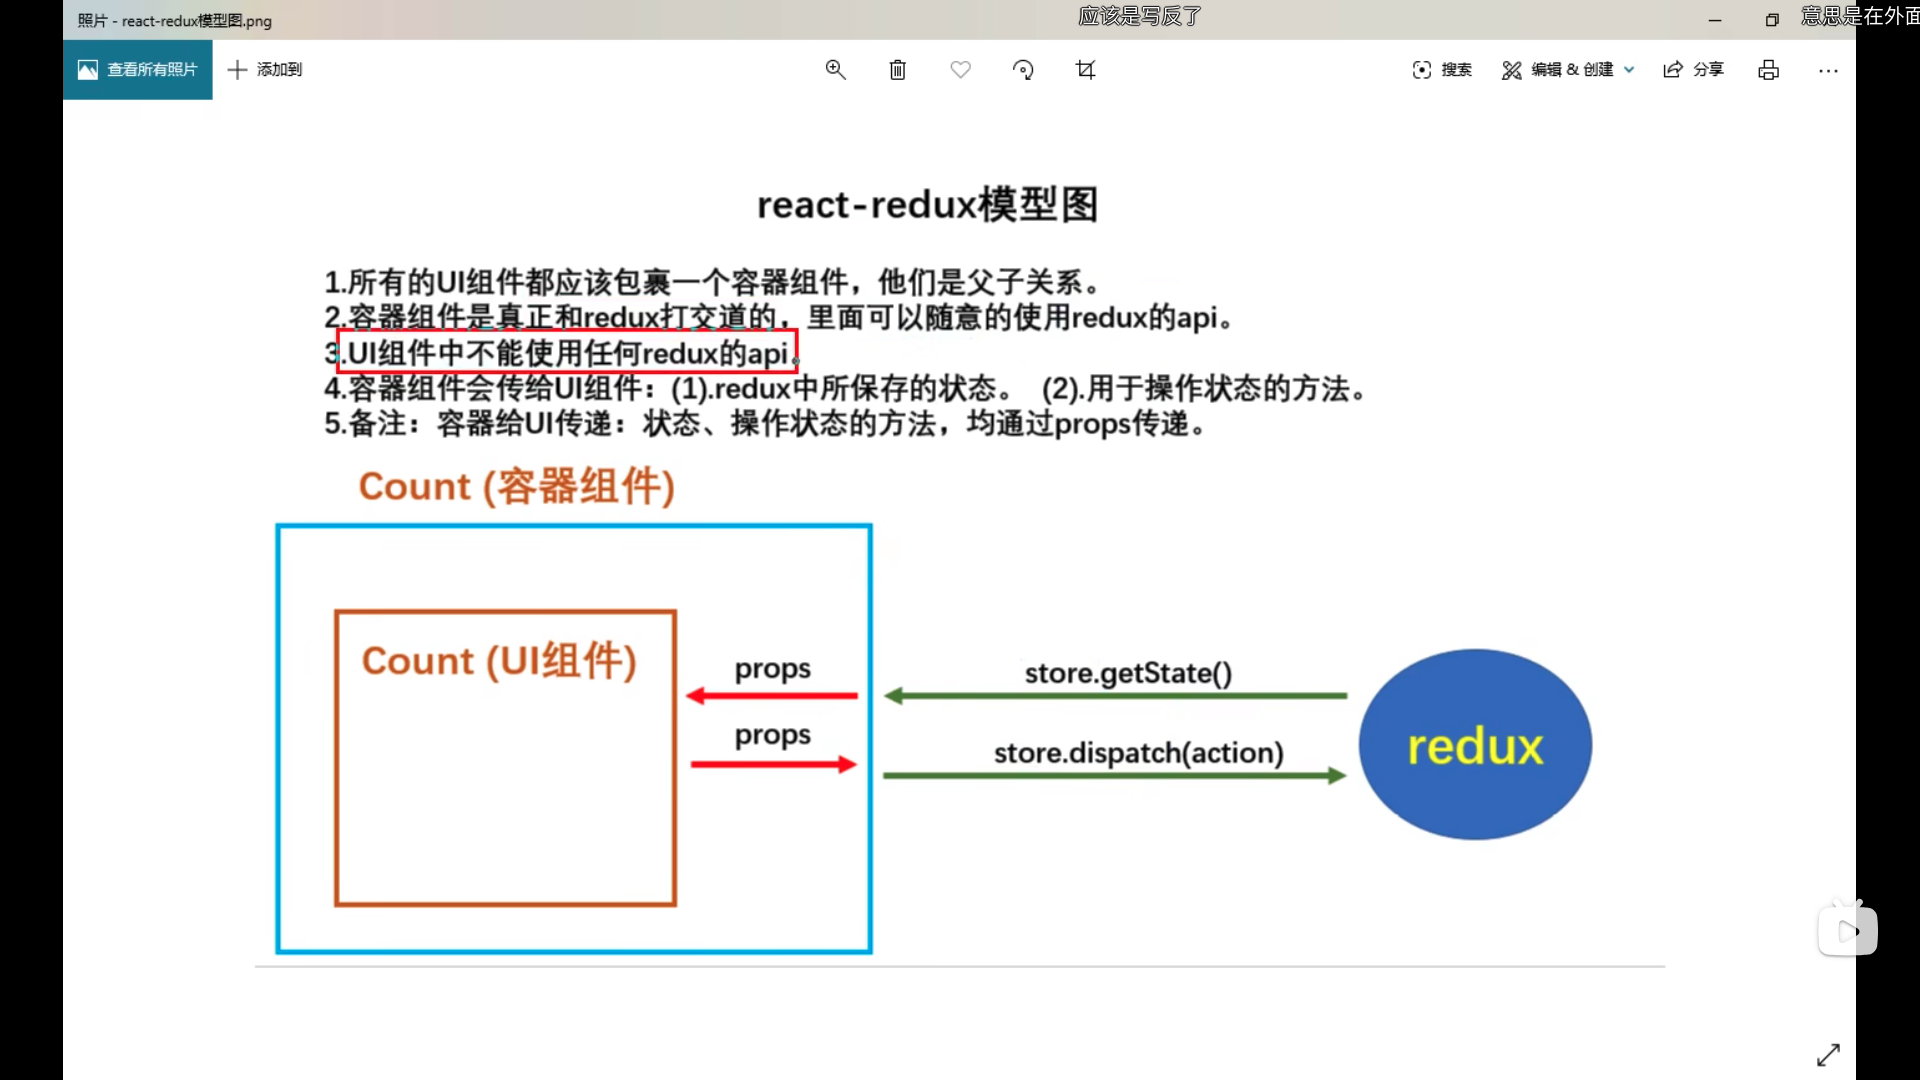 照片 - react-redux模型图.png
应该是写反了
意思是在外面
查看所有照片
添加到
搜索
编辑 & 创建
分享
react-redux模型图
1.所有的UI组件都应该包裹一个容器组件，他们是父子关系。
2.容器组件是真正和redux打交道的，里面可以随意的使用redux的api。
3.UI组件中不能使用任何redux的api。
4.容器组件会传给UI组件：(1).redux中所保存的状态。 (2).用于操作状态的方法。
5.备注：容器给UI传递：状态、操作状态的方法，均通过props传递。
Count (容器组件)
Count (UI组件)
props
props
store.getState()
store.dispatch(action)
redux